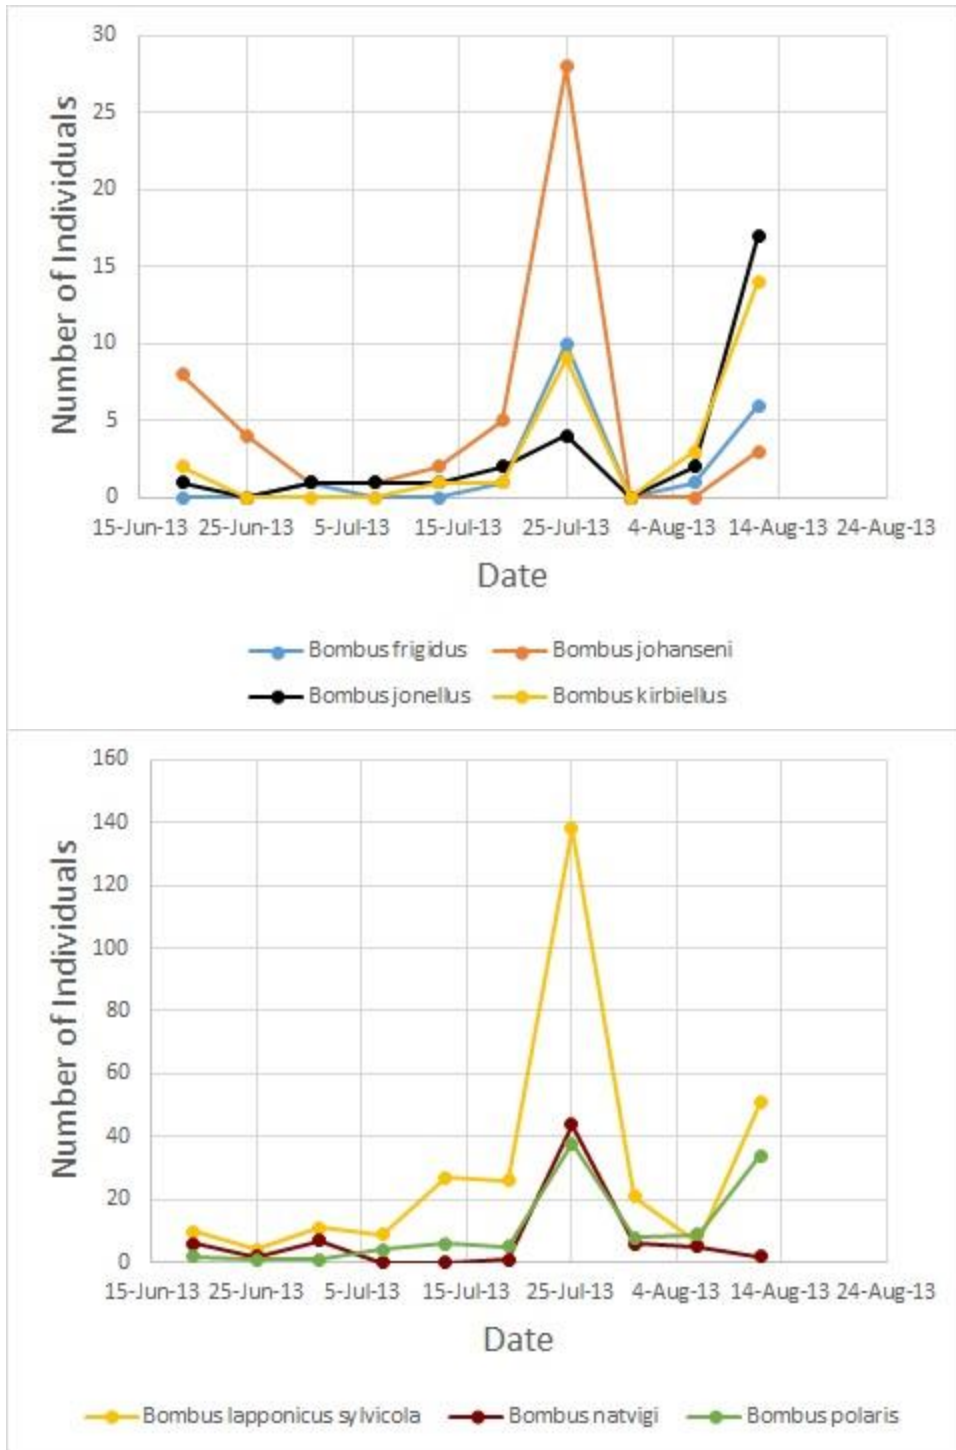 30
25
20
15
10
5
0
Number of Individuals
15-Jun-13 25-Jun-13 5-Jul-13 15-Jul-13 25-Jul-13 4-Aug-13 14-Aug-13 24-Aug-13
Date
Bombus frigidus Bombus johanseni
Bombus jonellus Bombus kirbiellus
160
140
120
100
80
60
40
20
0
Number of Individuals
15-Jun-13 25-Jun-13 5-Jul-13 15-Jul-13 25-Jul-13 4-Aug-13 14-Aug-13 24-Aug-13
Date
Bombus lapponicus sylvicola Bombus natvigi Bombus polaris